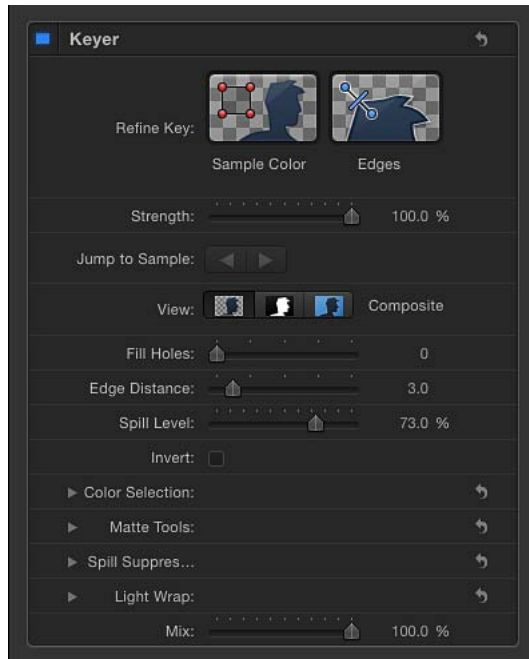 Keyer
Refine Key:
Sample Color Edges
Strength: 100.0 %
Jump to Sample:
View: Composite
Fill Holes: 0
Edge Distance: 3.0
Spill Level: 73.0 %
Invert:
Color Selection:
Matte Tools:
Spill Suppres...
Light Wrap:
Mix: 100.0 %